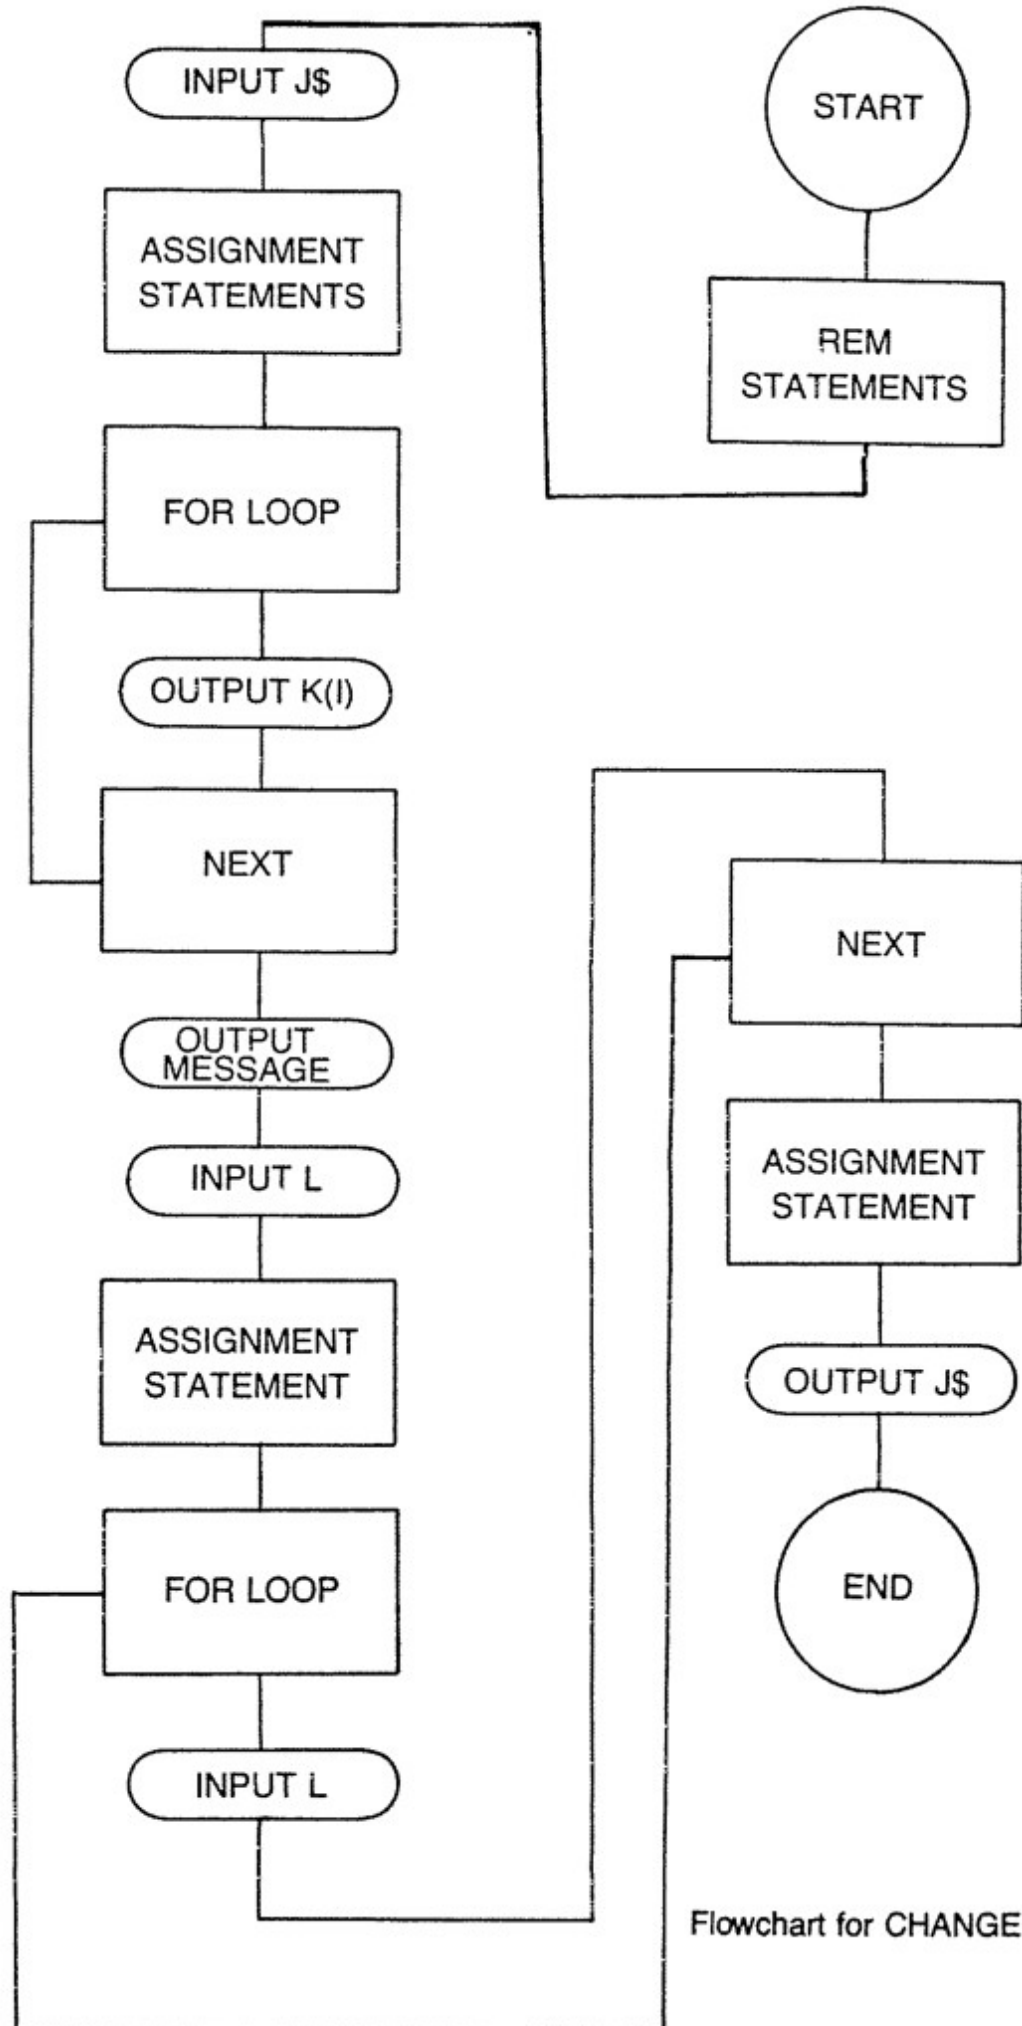 START
REM
STATEMENTS
INPUT J$
ASSIGNMENT
STATEMENTS
FOR LOOP
OUTPUT K(I)
NEXT
OUTPUT
MESSAGE
INPUT L
ASSIGNMENT
STATEMENT
FOR LOOP
INPUT L
NEXT
ASSIGNMENT
STATEMENT
OUTPUT J$
END
Flowchart for CHANGE